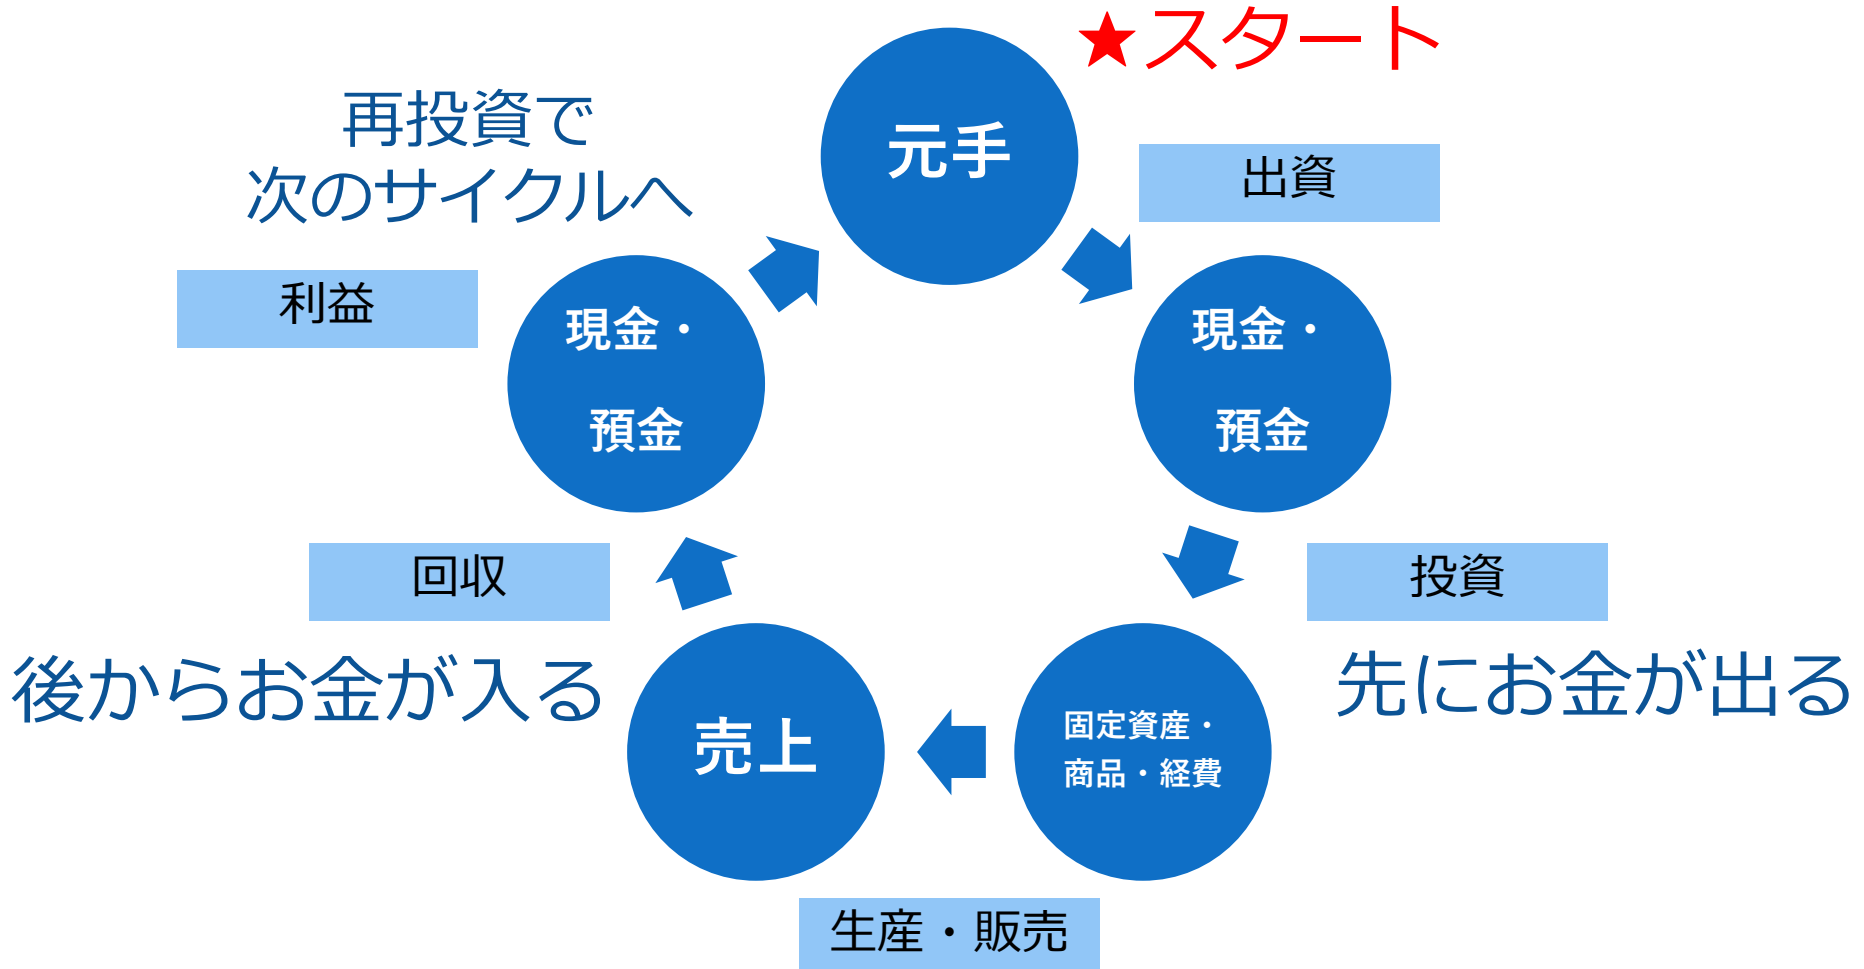 ★スタート
元手
出資
現金・
預金
投資
先にお金が出る
固定資産・
商品・経費
生産・販売
売上
回収
後からお金が入る
現金・
預金
利益
再投資で
次のサイクルへ